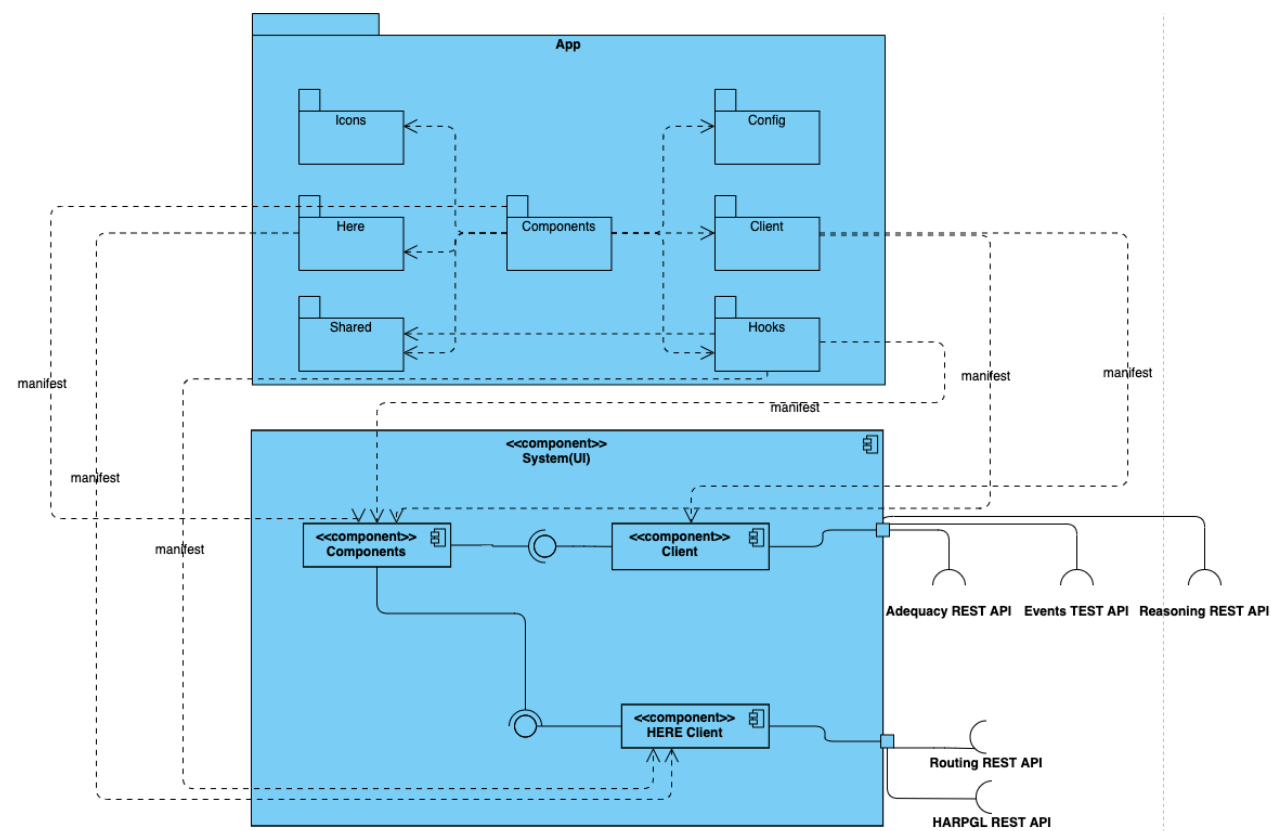 App
Icons
Config
Here
Components
Client
Shared
Hooks
manifest
manifest
manifest
manifest
<<component>>
System(UI)
manifest
manifest
<<component>>
Components
<<component>>
Client
Adequacy REST API
Events TEST API
Reasoning REST API
<<component>>
HERE Client
Routing REST API
HARPGL REST API